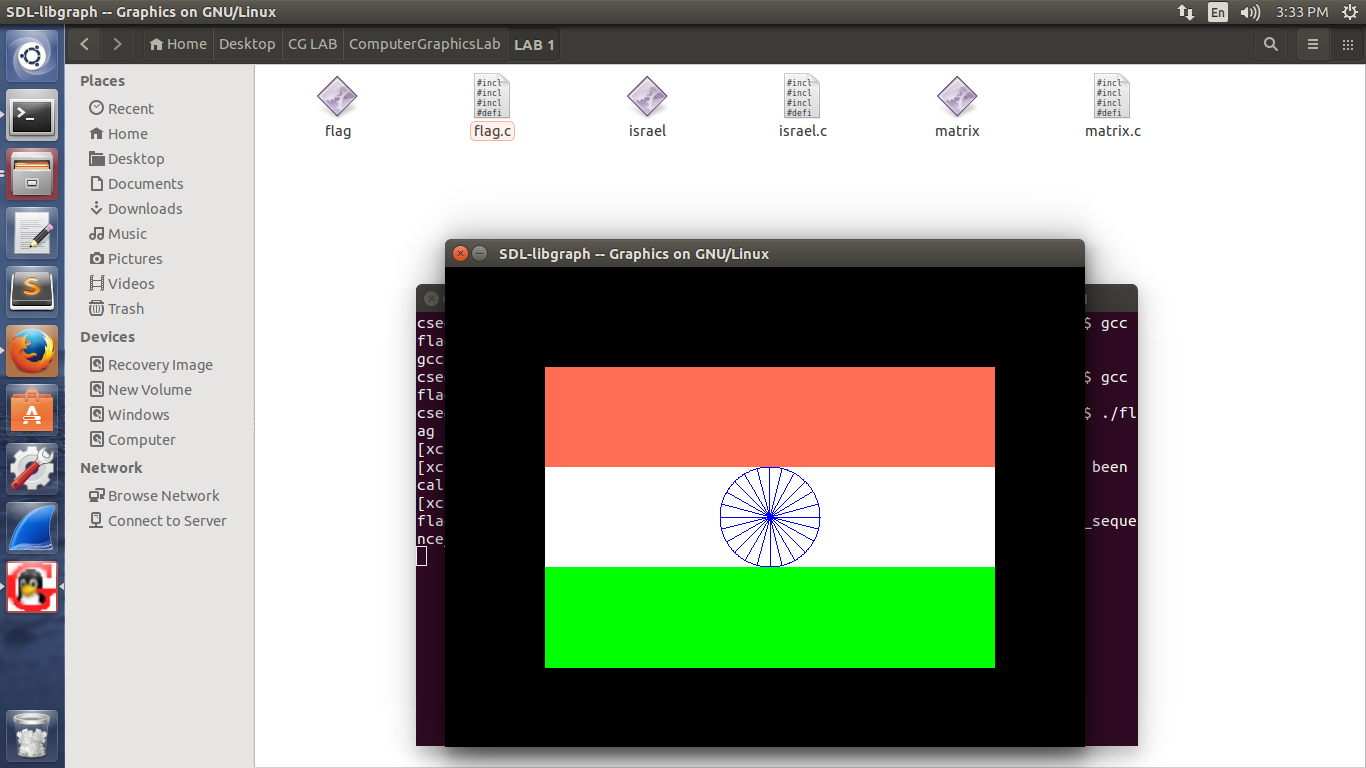 SDL-libgraph -- Graphics on GNU/Linux
En
3:33 PM
Home
Desktop
CG LAB
ComputerGraphicsLab
LAB 1
Places
Recent
Home
Desktop
Documents
Downloads
Music
Pictures
Videos
Trash
Devices
Recovery Image
New Volume
Windows
Computer
Network
Browse Network
Connect to Server
#incl
#incl
#incl
#defi
#incl
#incl
#incl
#defi
#incl
#incl
#incl
#defi
flag
flag.c
israel
israel.c
matrix
matrix.c
SDL-libgraph -- Graphics on GNU/Linux
cse $ gcc
fla
gcc
cse $ gcc
fla
cse $ ./fl
ag
[xc
[xc been
cal
[xc
fla _seque
nce